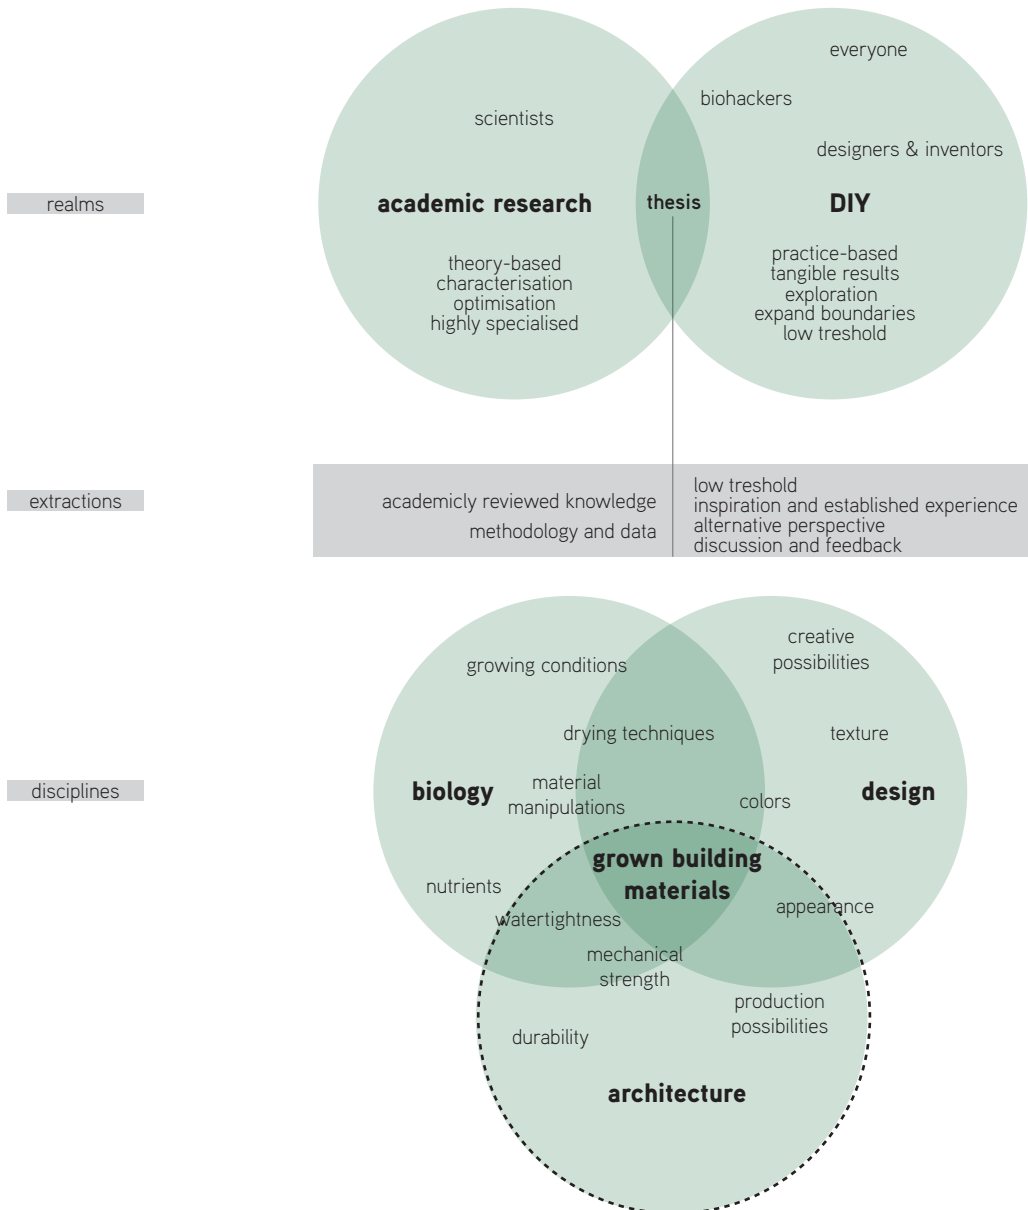 everyone
biohackers
scientists
designers & inventors
realms
academic research
thesis
DIY
theory-based
characterisation
optimisation
highly specialised
practice-based
tangible results
exploration
expand boundaries
low treshold
extractions
academicly reviewed knowledge
methodology and data
low treshold
inspiration and established experience
alternative perspective
discussion and feedback
creative
possibilities
growing conditions
drying techniques
texture
disciplines
biology
material
manipulations
colors
design
grown building
materials
nutrients
watertightness
appearance
mechanical
strength
production
possibilities
durability
architecture